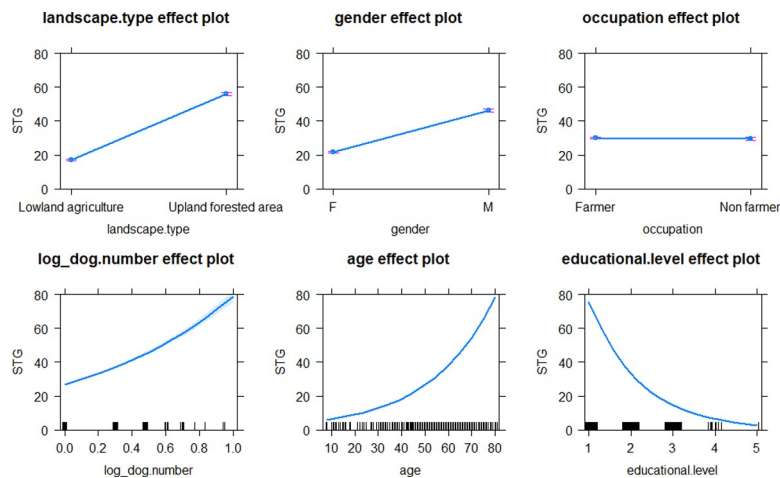 landscape.type effect plot
80
60
40
20
0
STG
Lowland agriculture
Upland forested area
landscape.type
gender effect plot
80
60
40
20
0
STG
F
M
gender
occupation effect plot
80
60
40
20
0
STG
Farmer
Non farmer
occupation
log_dog.number effect plot
80
60
40
20
0
STG
0.0 0.2 0.4 0.6 0.8 1.0
log_dog.number
age effect plot
80
60
40
20
0
STG
10 20 30 40 50 60 70 80
age
educational.level effect plot
80
60
40
20
0
STG
1 2 3 4 5
educational.level